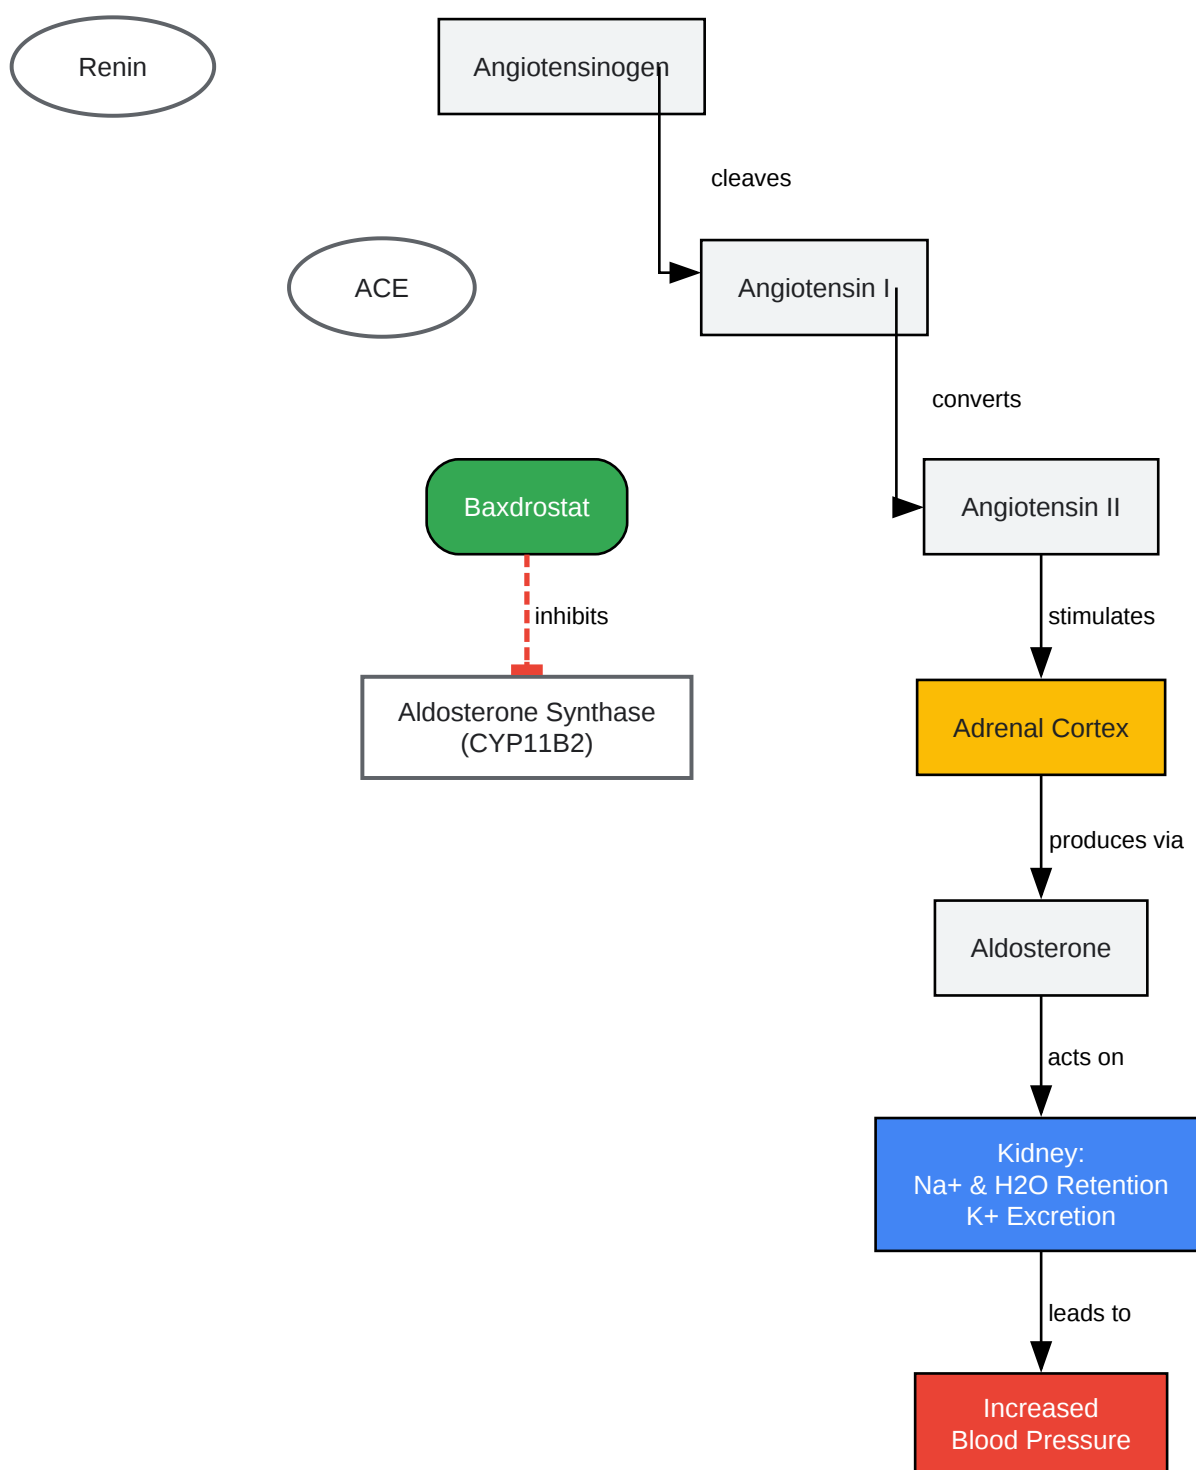 Renin
Angiotensinogen
cleaves
ACE
Angiotensin I
converts
Baxdrostat
Angiotensin II
inhibits
stimulates
Aldosterone Synthase
(CYP11B2)
Adrenal Cortex
produces via
Aldosterone
acts on
Kidney:
Na+ & H2O Retention
K+ Excretion
leads to
Increased
Blood Pressure